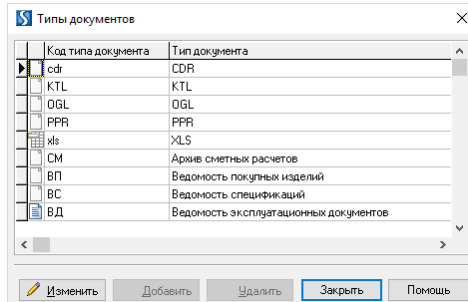 Типы документов
Код типа документа Тип документа
cdr CDR
KTL KTL
OGL OGL
PPR PPR
xls XLS
СМ Архив сметных расчетов
ВП Ведомость покупных изделий
ВС Ведомость спецификаций
ВД Ведомость эксплуатационных документов
Изменить Добавить Удалить Закрыть Помощь